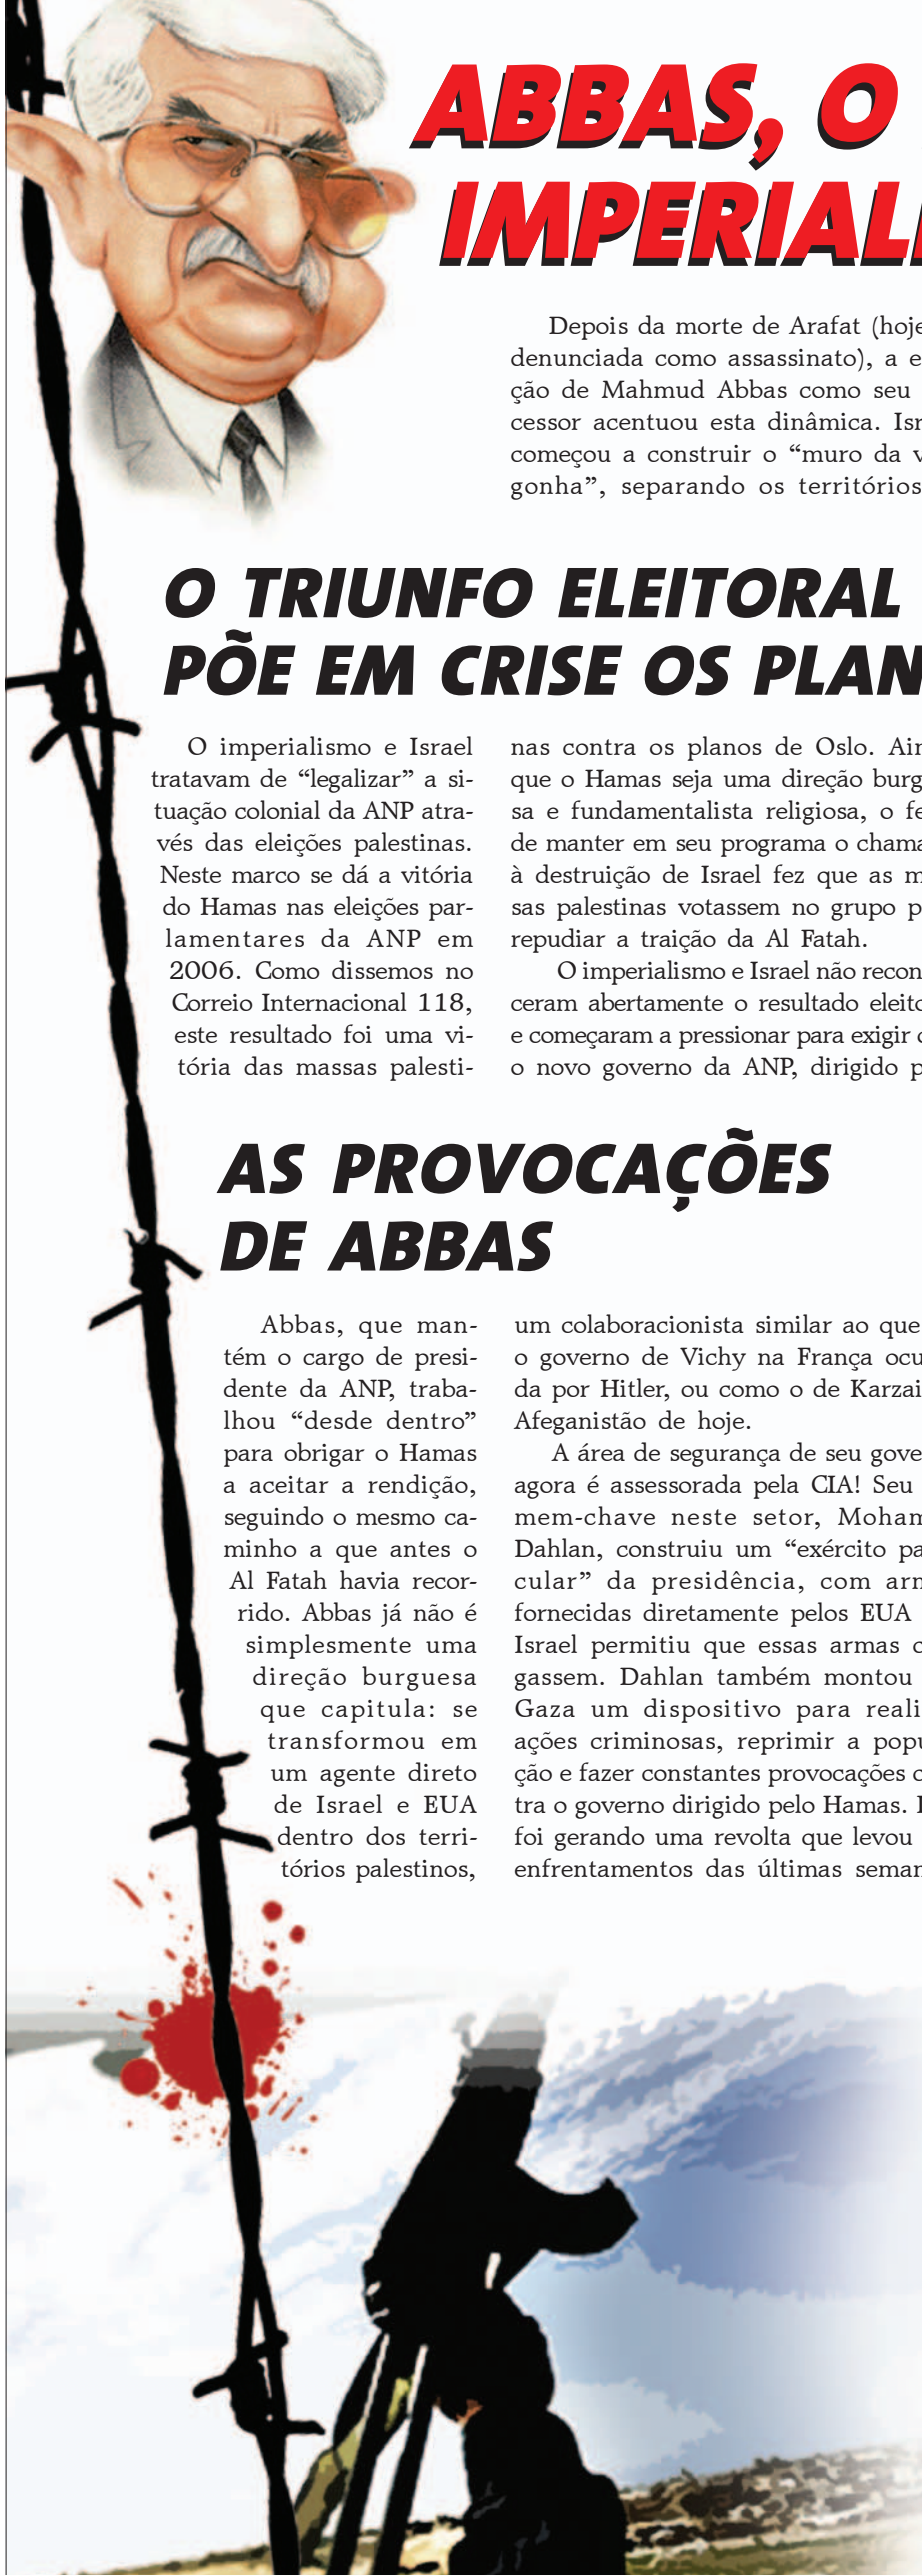 ABBAS, O
IMPERIALI
Depois da morte de Arafat (hoje
denunciada como assassinato), a e
ção de Mahmud Abbas como seu
cessor acentuou esta dinâmica. Isr
começou a construir o “muro da v
gonha”, separando os territórios
O TRIUNFO ELEITORAL
PÕE EM CRISE OS PLAN
O imperialismo e Israel
tratavam de “legalizar” a si-
tuação colonial da ANP atra-
vés das eleições palestinas.
Neste marco se dá a vitória
do Hamas nas eleições par-
lamentares da ANP em
2006. Como dissemos no
Correio Internacional 118,
este resultado foi uma vi-
tória das massas palesti-
nas contra os planos de Oslo. Ain
que o Hamas seja uma direção burg
sa e fundamentalista religiosa, o fe
de manter em seu programa o chama
à destruição de Israel fez que as m
sas palestinas votassem no grupo p
repudiar a traição da Al Fatah.
O imperialismo e Israel não recon
ceram abertamente o resultado eleito
e começaram a pressionar para exigir q
o novo governo da ANP, dirigido p
AS PROVOCAÇÕES
DE ABBAS
Abbas, que man-
tém o cargo de presi-
dente da ANP, traba-
lhou “desde dentro”
para obrigar o Hamas
a aceitar a rendição,
seguindo o mesmo ca-
minho a que antes o
Al Fatah havia recor-
rido. Abbas já não é
simplesmente uma
direção burguesa
que capitula: se
transformou em
um agente direto
de Israel e EUA
dentro dos terri-
tórios palestinos,
um colaboracionista similar ao que
o governo de Vichy na França ocu
da por Hitler, ou como o de Karzai
Afeganistão de hoje.
A área de segurança de seu gove
agora é assessorada pela CIA! Seu
mem-chave neste setor, Moham
Dahlan, construiu um “exército pa
cular” da presidência, com arm
fornecidas diretamente pelos EUA
Israel permitiu que essas armas c
gassem. Dahlan também montou
Gaza um dispositivo para reali
ações criminosas, reprimir a popu
ção e fazer constantes provocações c
tra o governo dirigido pelo Hamas. I
foi gerando uma revolta que levou
enfrentamentos das últimas seman